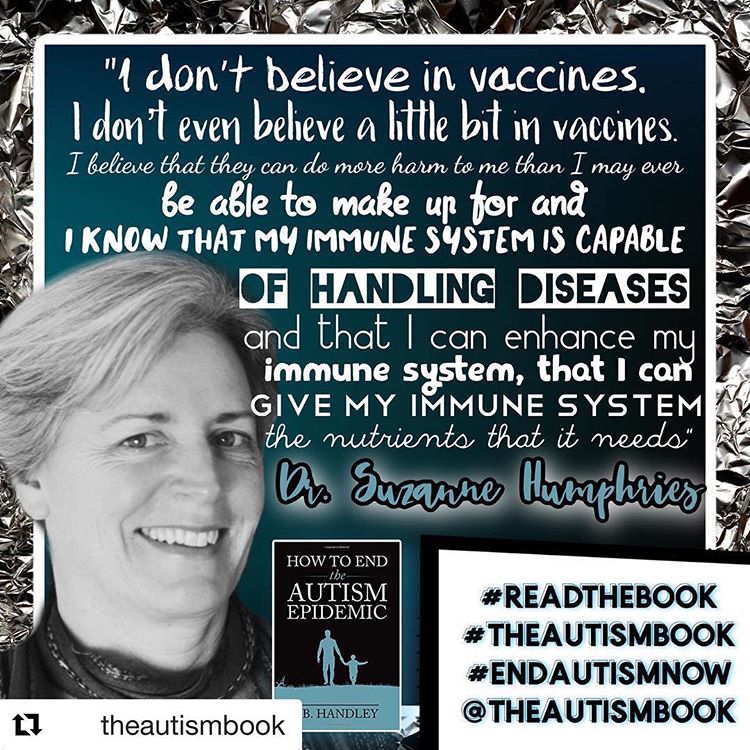 "I don't believe in vaccines.
I don't even believe a little bit in vaccines.
I believe that they can do more harm to me than I may ever
be able to make up for and
I KNOW THAT MY IMMUNE SYSTEM IS CAPABLE
OF HANDLING DISEASES
and that I can enhance my
immune system, that I can
GIVE MY IMMUNE SYSTEM
the nutrients that it needs"
Dr. Suzanne Humphries
HOW TO END
the
AUTISM
EPIDEMIC
B. HANDLEY
#READTHEBOOK
#THEAUTISMBOOK
#ENDAUTISMNOW
@THEAUTISMBOOK
theautismbook